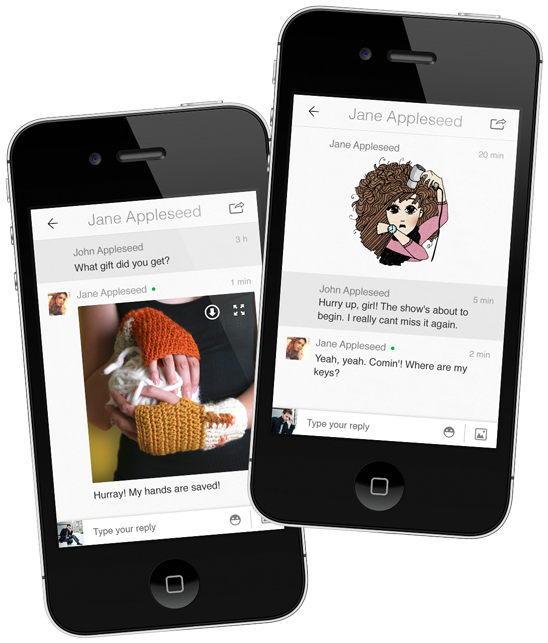 Jane Appleseed
John Appleseed
3 h
What gift did you get?
Jane Appleseed
1 min
Hurray! My hands are saved!
Type your reply
Jane Appleseed
Jane Appleseed
20 min
John Appleseed
5 min
Hurry up, girl! The show's about to
begin. I really cant miss it again.
Jane Appleseed
2 min
Yeah, yeah. Comin'! Where are my
keys?
Type your reply